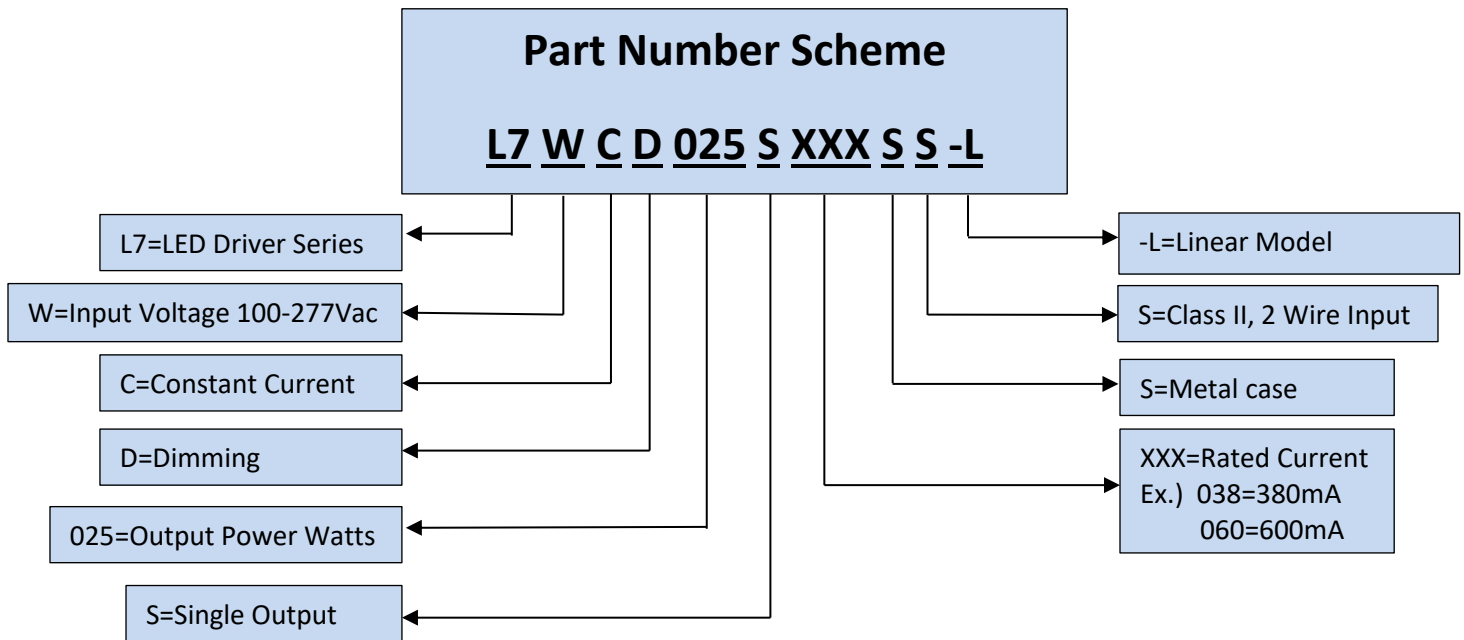 Part Number Scheme
L7 W C D 025 S XXX S S -L
L7=LED Driver Series
W=Input Voltage 100-277Vac
C=Constant Current
D=Dimming
025=Output Power Watts
S=Single Output
-L=Linear Model
S=Class II, 2 Wire Input
S=Metal case
XXX=Rated Current
Ex.) 038=380mA
060=600mA